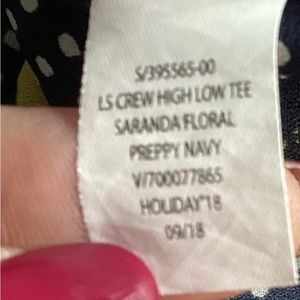 S/395565-00
LS CREW HIGH LOW TEE
SARANDA FLORAL
PREPPY NAVY
V/700077865
HOLIDAY'18
09/18